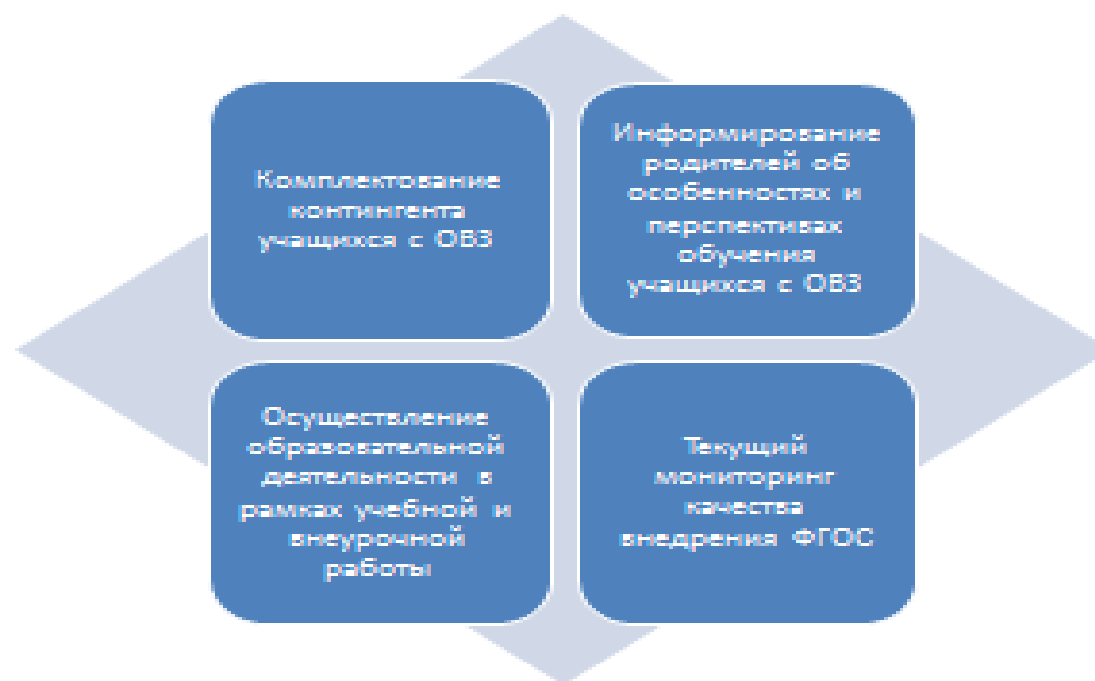 Комплектование
контингента
учащихся с ОВЗ
Информирование
родителей об
особенностях и
перспективах
обучения
учащихся с ОВЗ
Осуществление
образовательной
деятельности в
рамках учебной и
внеурочной
работы
Текущий
мониторинг
качества
внедрения ФГОС